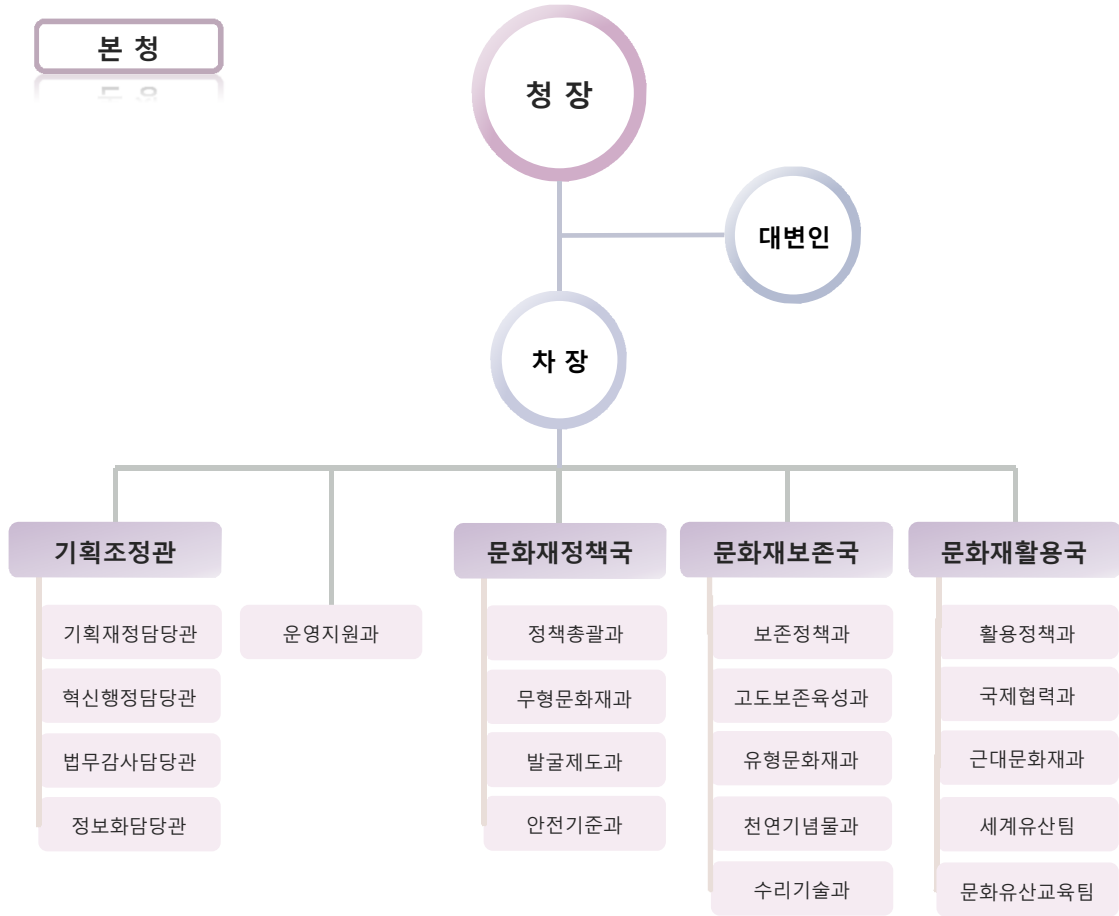 본 청
청 장
대변인
차 장
기획조정관
기획재정담당관
혁신행정담당관
법무감사담당관
정보화담당관
운영지원과
문화재정책국
정책총괄과
무형문화재과
발굴제도과
안전기준과
문화재보존국
보존정책과
고도보존육성과
유형문화재과
천연기념물과
수리기술과
문화재활용국
활용정책과
국제협력과
근대문화재과
세계유산팀
문화유산교육팀